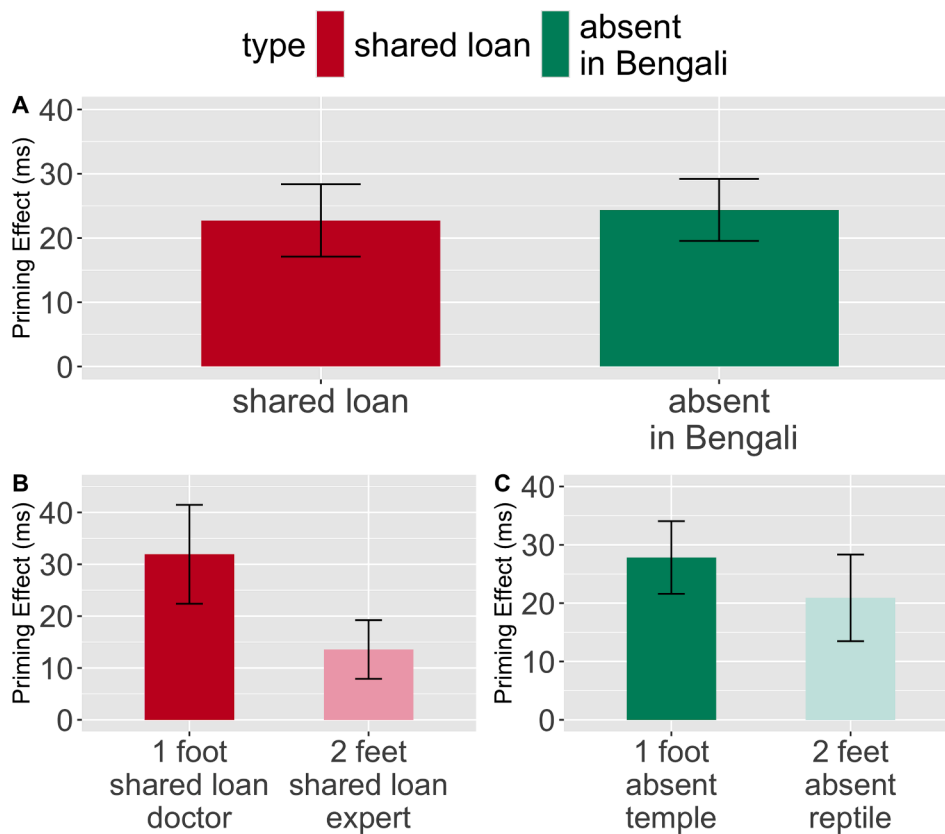 type shared loan absent
in Bengali
A
Priming Effect (ms)
40
30
20
10
0
shared loan
absent
in Bengali
B
Priming Effect (ms)
40
30
20
10
0
1 foot
shared loan
doctor
2 feet
shared loan
expert
C
Priming Effect (ms)
40
30
20
10
0
1 foot
absent
temple
2 feet
absent
reptile